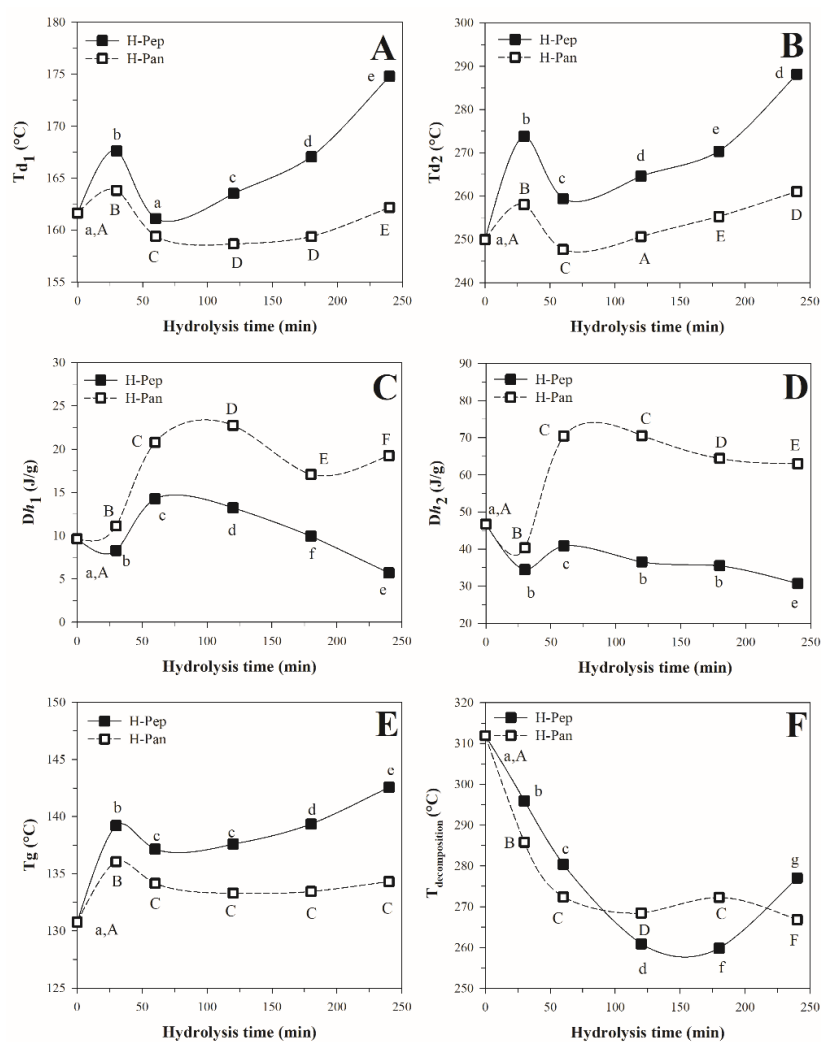 A
H-Pep
H-Pan
Td1 (°C)
175
170
165
160
155
a,A
b
B
a
C
c
D
d
D
e
E
0 50 100 150 200 250
Hydrolysis time (min)
B
H-Pep
H-Pan
Td2 (°C)
300
290
280
270
260
250
240
a,A
b
B
c
C
d
A
e
E
d
D
0 50 100 150 200 250
Hydrolysis time (min)
C
H-Pep
H-Pan
Dh1 (J/g)
30
25
20
15
10
5
0
a,A
B
b
C
c
D
d
E
f
F
e
0 50 100 150 200 250
Hydrolysis time (min)
D
H-Pep
H-Pan
Dh2 (J/g)
90
80
70
60
50
40
30
20
a,A
B
b
C
c
C
b
D
b
E
e
0 50 100 150 200 250
Hydrolysis time (min)
E
H-Pep
H-Pan
Tg (°C)
150
145
140
135
130
125
a,A
b
B
c
C
c
C
d
C
e
C
0 50 100 150 200 250
Hydrolysis time (min)
F
H-Pep
H-Pan
Tdecomposition (°C)
320
310
300
290
280
270
260
250
a,A
b
B
c
C
D
d
C
f
g
F
0 50 100 150 200 250
Hydrolysis time (min)